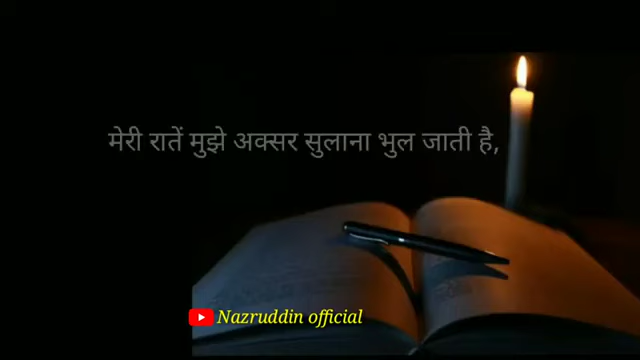 मेरी रातें मुझे अक्सर सुलाना भुल जाती है,
Nazruddin official